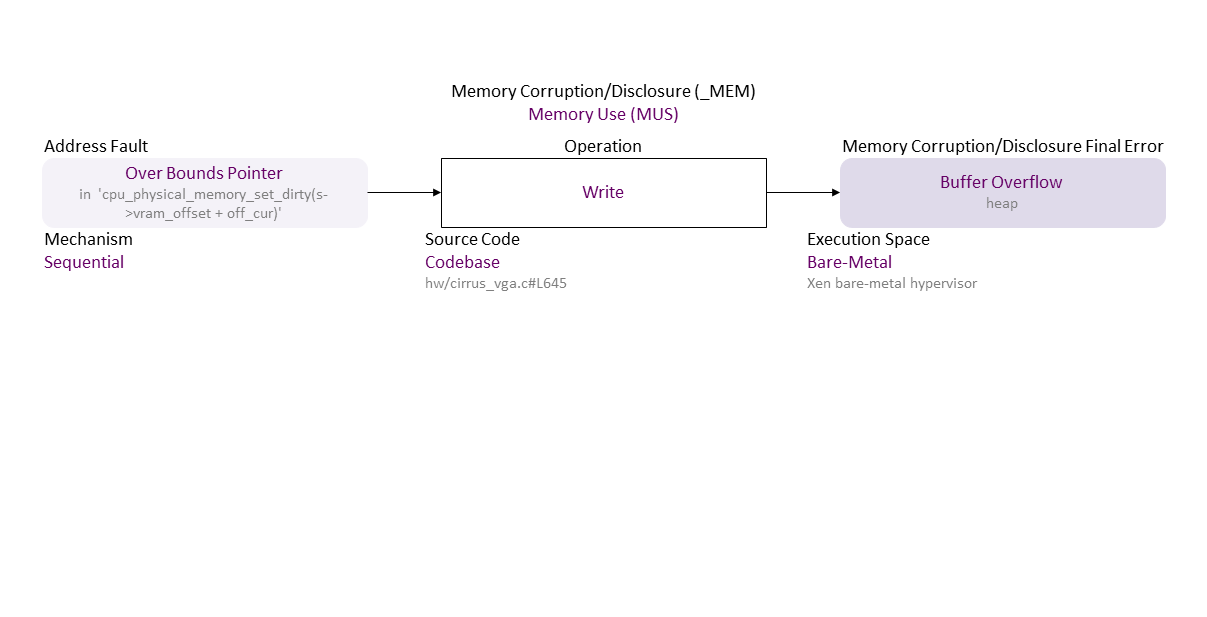 Memory Corruption/Disclosure (_MEM)
Memory Use (MUS)
Address Fault
Operation
Memory Corruption/Disclosure Final Error
Over Bounds Pointer
in 'cpu_physical_memory_set_dirty(s-
>vram_offset + off_cur)'
Write
Buffer Overflow
heap
Mechanism
Sequential
Source Code
Codebase
hw/cirrus_vga.c#L645
Execution Space
Bare-Metal
Xen bare-metal hypervisor